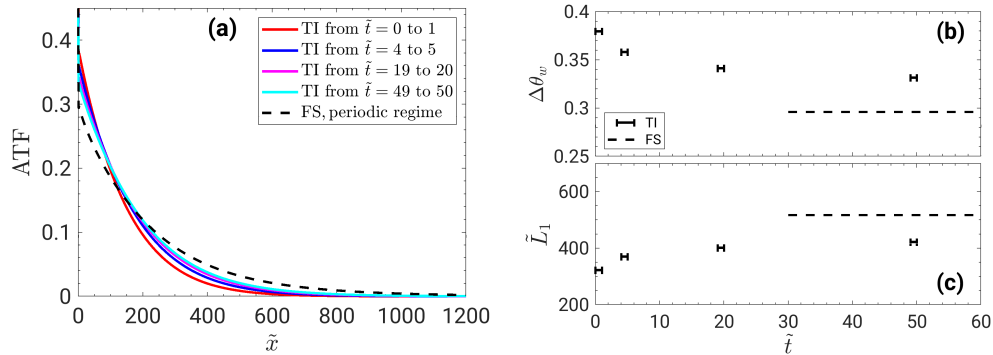 (a)
TI from t̃ = 0 to 1
TI from t̃ = 4 to 5
TI from t̃ = 19 to 20
TI from t̃ = 49 to 50
FS, periodic regime
ATF
0.4
0.3
0.2
0.1
0
0 200 400 600 800 1000 1200
x̃
(b)
Δθw
0.4
0.35
0.3
0.25
TI
FS
(c)
L̃1
600
400
200
0 10 20 30 40 50 60
t̃